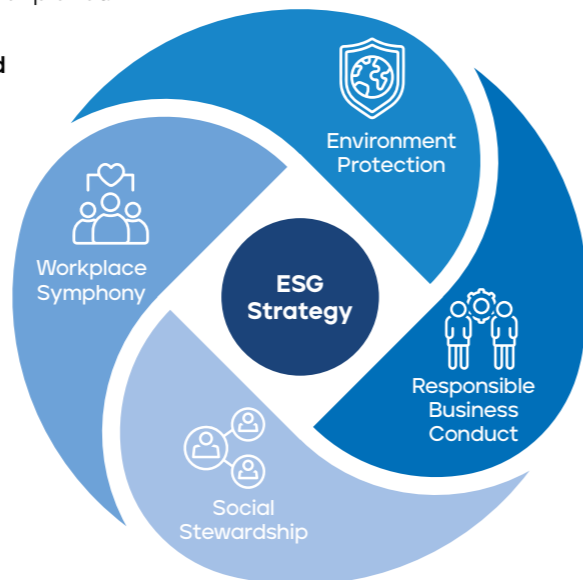 d
Environment
Protection
Workplace
Symphony
ESG
Strategy
Responsible
Business
Conduct
Social
Stewardship